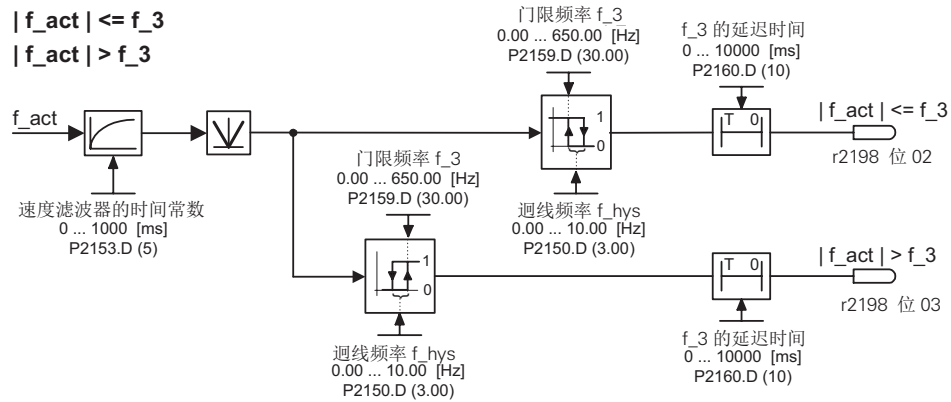 | f_act | <= f_3
| f_act | > f_3
门限频率 f_3
0.00 ... 650.00 [Hz]
P2159.D (30.00)
f_3 的延迟时间
0 ... 10000 [ms]
P2160.D (10)
f_act
1
0
T 0
| f_act | <= f_3
r2198 位 02
门限频率 f_3
0.00 ... 650.00 [Hz]
P2159.D (30.00)
速度滤波器的时间常数
0 ... 1000 [ms]
P2153.D (5)
迥线频率 f_hys
0.00 ... 10.00 [Hz]
P2150.D (3.00)
1
0
T 0
| f_act | > f_3
r2198 位 03
迥线频率 f_hys
0.00 ... 10.00 [Hz]
P2150.D (3.00)
f_3 的延迟时间
0 ... 10000 [ms]
P2160.D (10)